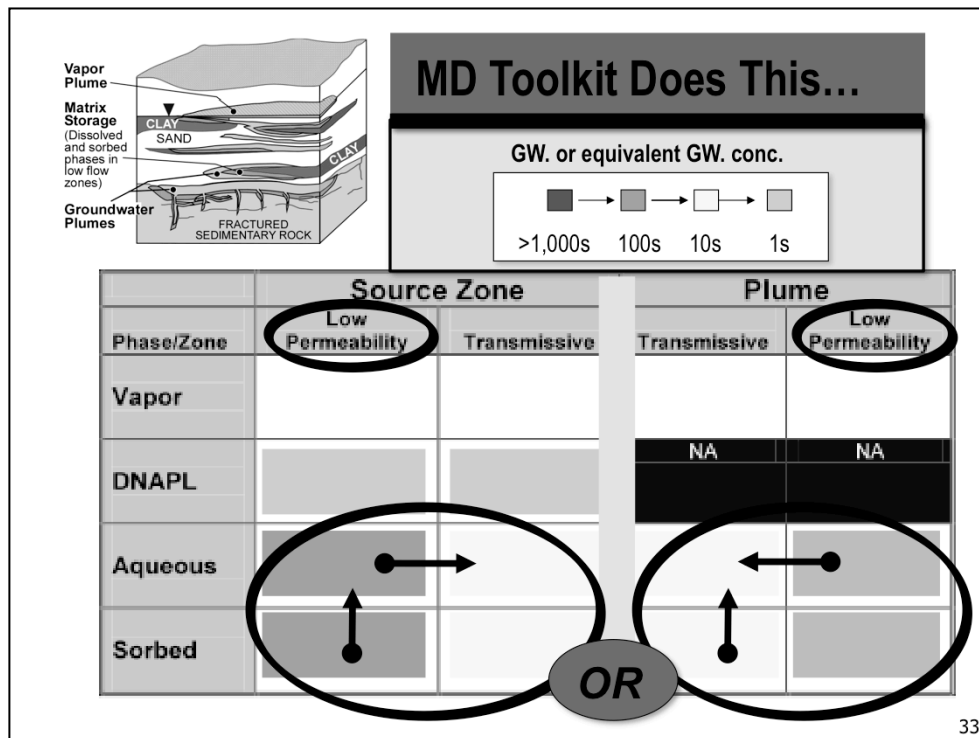 MD Toolkit Does This…
Vapor
Plume
Matrix
Storage
(Dissolved
and sorbed
phases in
low flow
zones)
Groundwater
Plumes
CLAY
SAND
CLAY
FRACTURED
SEDIMENTARY ROCK
GW. or equivalent GW. conc.
>1,000s 100s 10s 1s
Source Zone Plume
Phase/Zone
Low
Permeability
Transmissive
Transmissive
Low
Permeability
Vapor
DNAPL
NA NA
Aqueous
Sorbed
OR
33